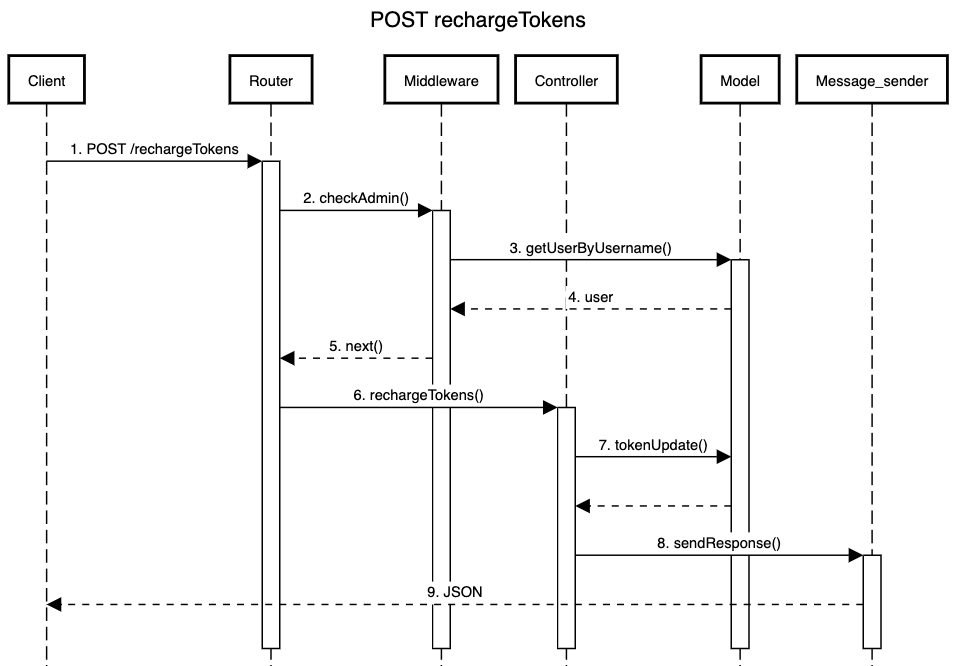 POST rechargeTokens
Client
Router
Middleware
Controller
Model
Message_sender
1. POST /rechargeTokens
2. checkAdmin()
3. getUserByUsername()
4. user
5. next()
6. rechargeTokens()
7. tokenUpdate()
8. sendResponse()
9. JSON